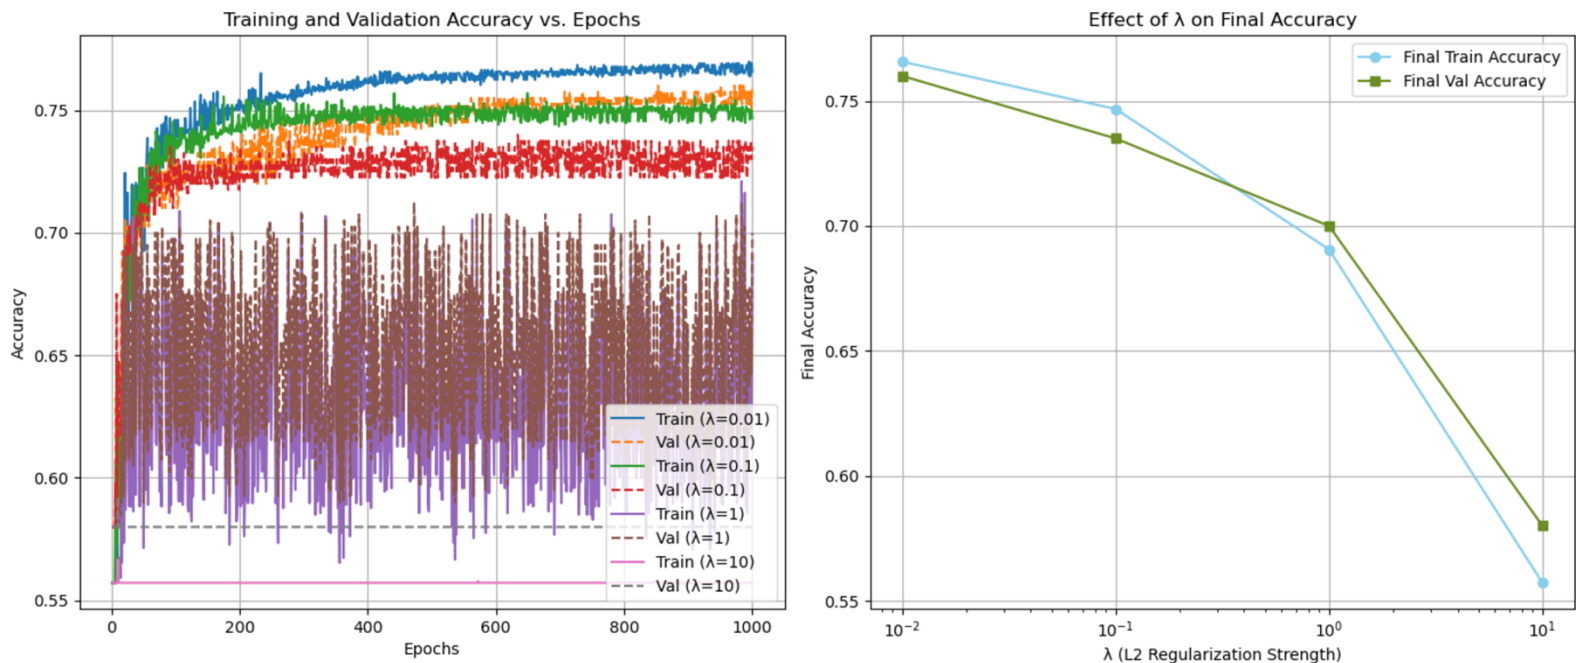 Training and Validation Accuracy vs. Epochs
Accuracy
0.75
0.70
0.65
0.60
0.55
0
200
400
600
800
1000
Epochs
Train (λ=0.01)
Val (λ=0.01)
Train (λ=0.1)
Val (λ=0.1)
Train (λ=1)
Val (λ=1)
Train (λ=10)
Val (λ=10)
Effect of λ on Final Accuracy
Final Accuracy
0.75
0.70
0.65
0.60
0.55
10⁻²
10⁻¹
10⁰
10¹
λ (L2 Regularization Strength)
Final Train Accuracy
Final Val Accuracy